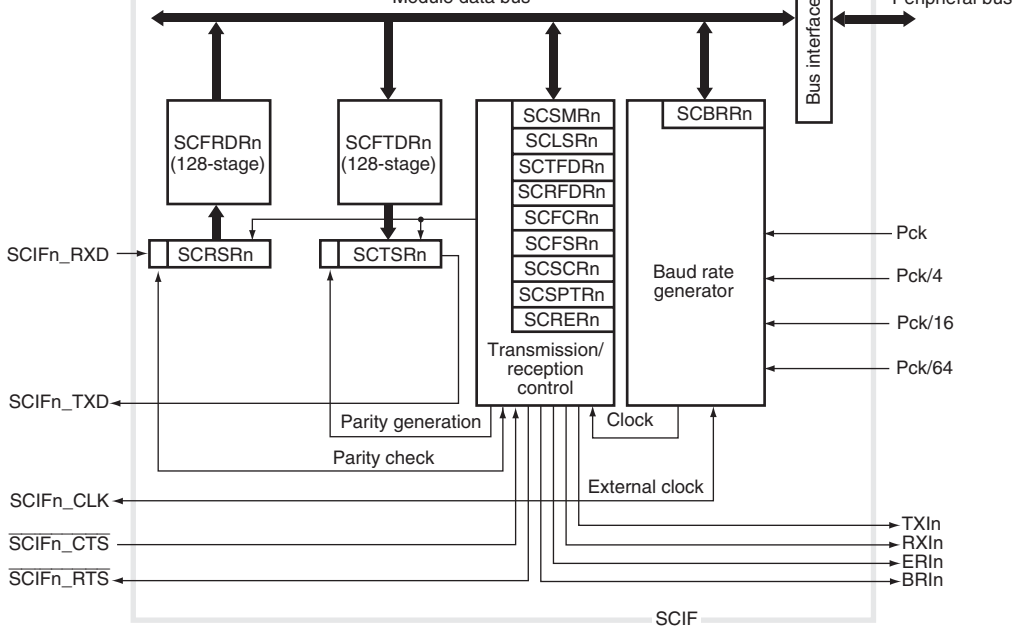 Module data bus
Peripheral bus
Bus interface
SCFRDRn
(128-stage)
SCFTDRn
(128-stage)
SCSMRn
SCLSRn
SCTFDRn
SCRFDRn
SCFCRn
SCFSRn
SCSCRn
SCSPTRn
SCRERn
Transmission/
reception
control
SCBRRn
Baud rate
generator
SCIFn_RXD
SCRSRn
SCTSRn
Pck
Pck/4
Pck/16
Pck/64
SCIFn_TXD
Parity generation
Clock
Parity check
External clock
SCIFn_CLK
SCIFn_CTS
SCIFn_RTS
TXIn
RXIn
ERIn
BRIn
SCIF